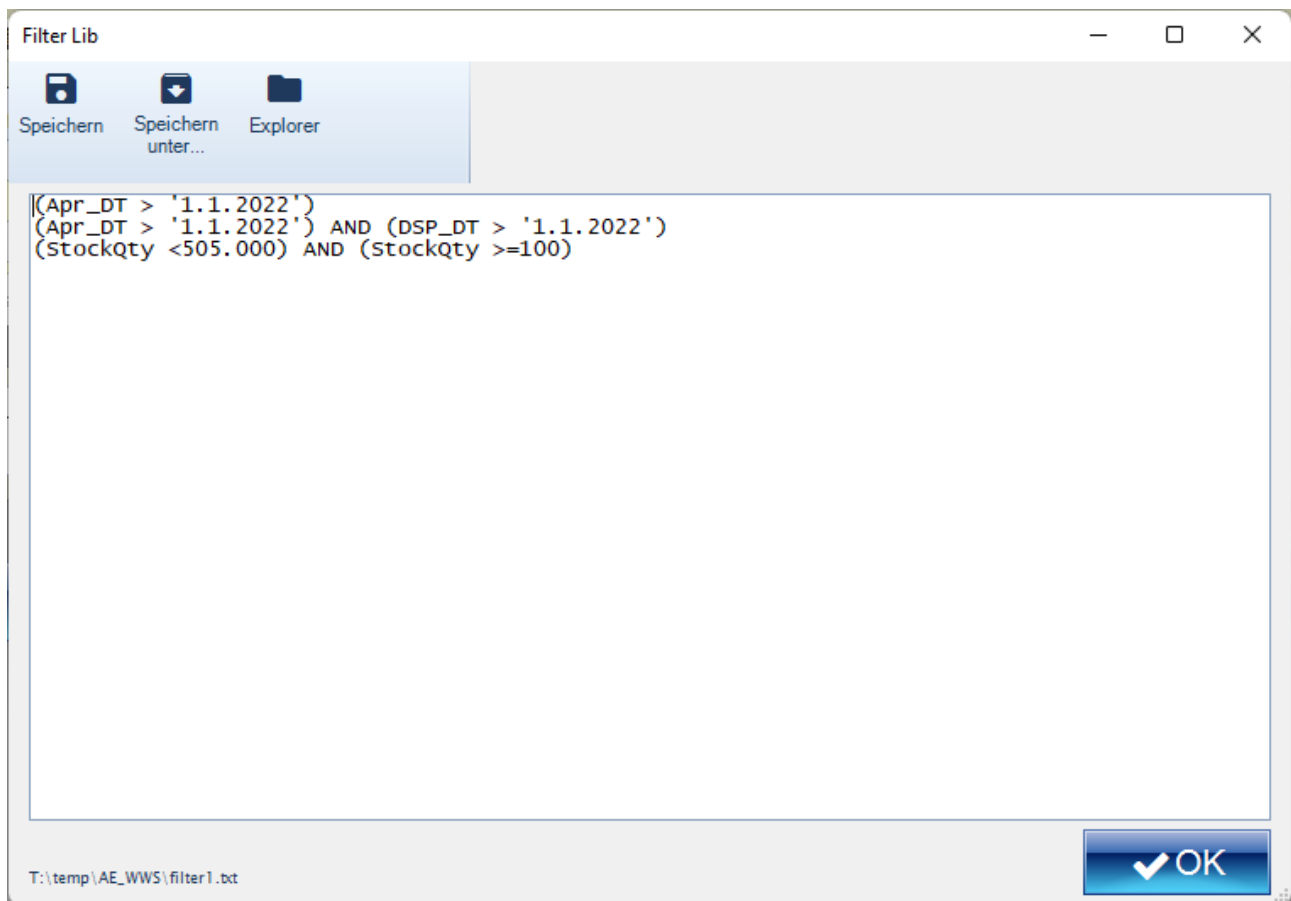 Filter Lib
Speichern
Speichern
unter...
Explorer
(Apr_DT > '1.1.2022')
(Apr_DT > '1.1.2022') AND (DSP_DT > '1.1.2022')
(StockQty <505.000) AND (StockQty >=100)
T:\temp\AE_WWS\filter1.txt
OK